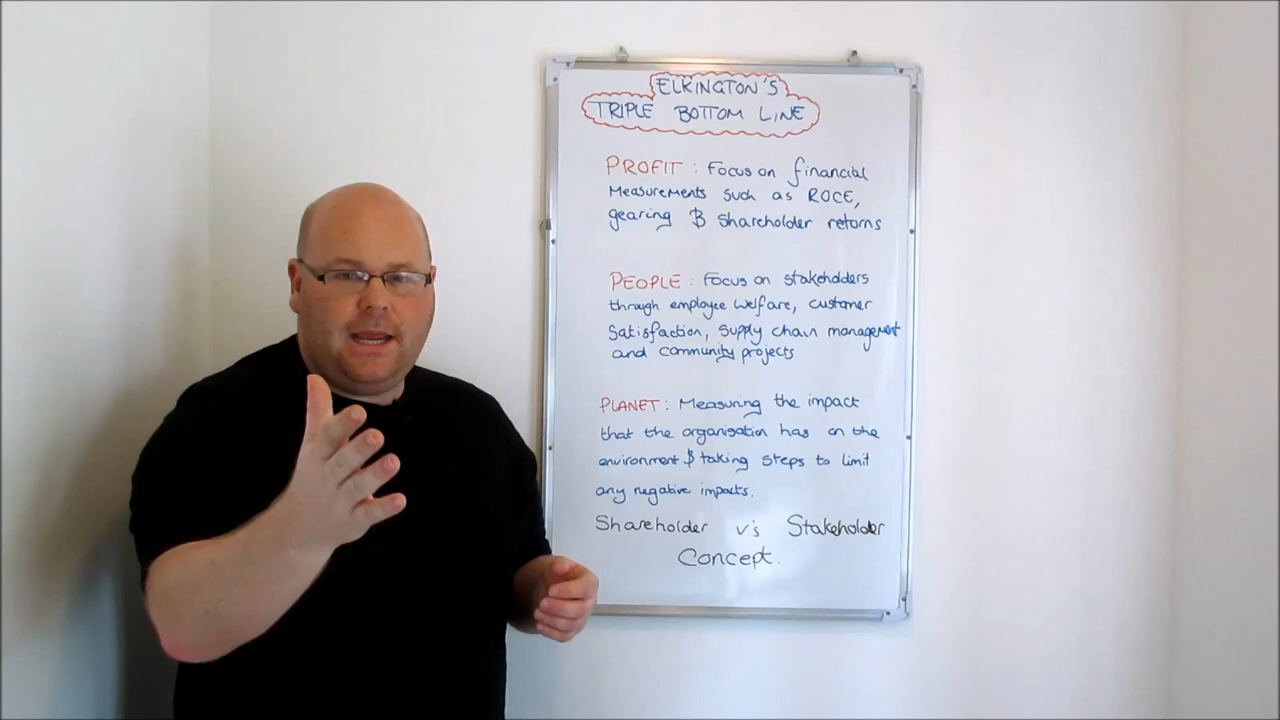 ELKINGTON'S
TRIPLE BOTTOM LINE
PROFIT : Focus on financial
Measurements such as ROCE,
gearing & Shareholder returns
PEOPLE : Focus on stakeholders
through employee welfare, customer
Satisfaction, supply chain management
and community projects
PLANET : Measuring the impact
that the organisation has on the
environment & taking steps to limit
any negative impacts.
Shareholder v's Stakeholder
Concept.